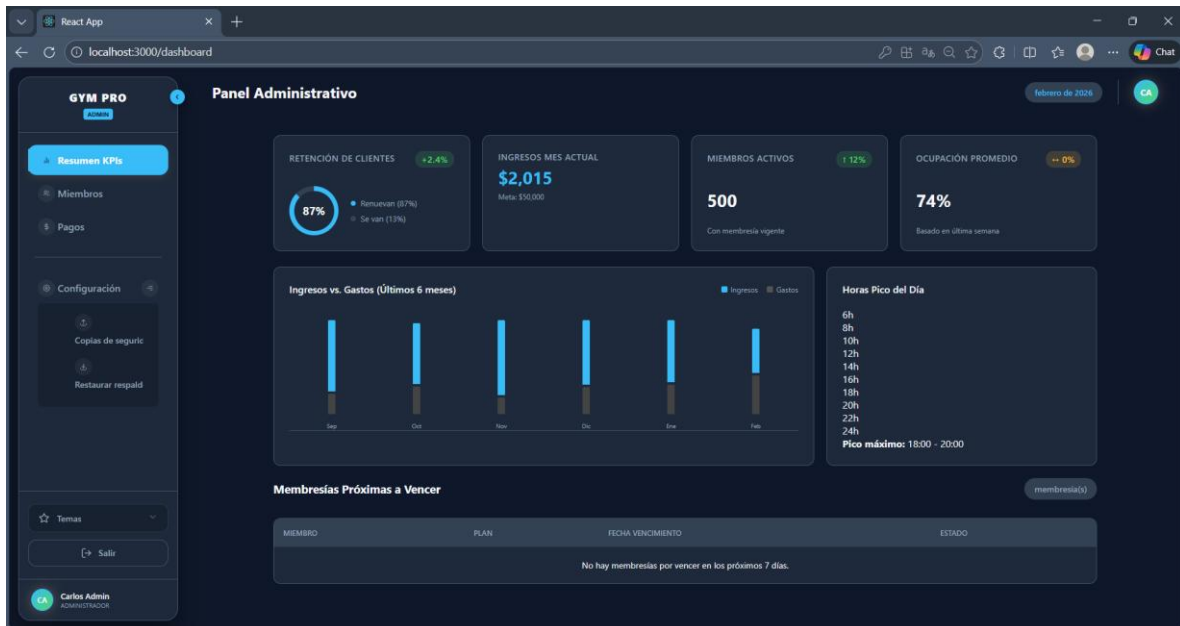 React App
localhost:3000/dashboard
Chat
GYM PRO
ADMIN
Resumen KPIs
Miembros
$ Pagos
Configuración
Copias de seguric
Restaurar respald
Temas
Salir
CA
Carlos Admin
ADMINISTRADOR
Panel Administrativo
febrero de 2026
CA
RETENCIÓN DE CLIENTES
+2.4%
87%
Renuevan (87%)
Se van (13%)
INGRESOS MES ACTUAL
$2,015
Meta: $50,000
MIEMBROS ACTIVOS
↑ 12%
500
Con membresía vigente
OCUPACIÓN PROMEDIO
↔ 0%
74%
Basado en última semana
Ingresos vs. Gastos (Últimos 6 meses)
Ingresos Gastos
Sep Oct Nov Dic Ene Feb
Horas Pico del Día
6h
8h
10h
12h
14h
16h
18h
20h
22h
24h
Pico máximo: 18:00 - 20:00
Membresías Próximas a Vencer
membresía(s)
MIEMBRO PLAN FECHA VENCIMIENTO ESTADO
No hay membresías por vencer en los próximos 7 días.